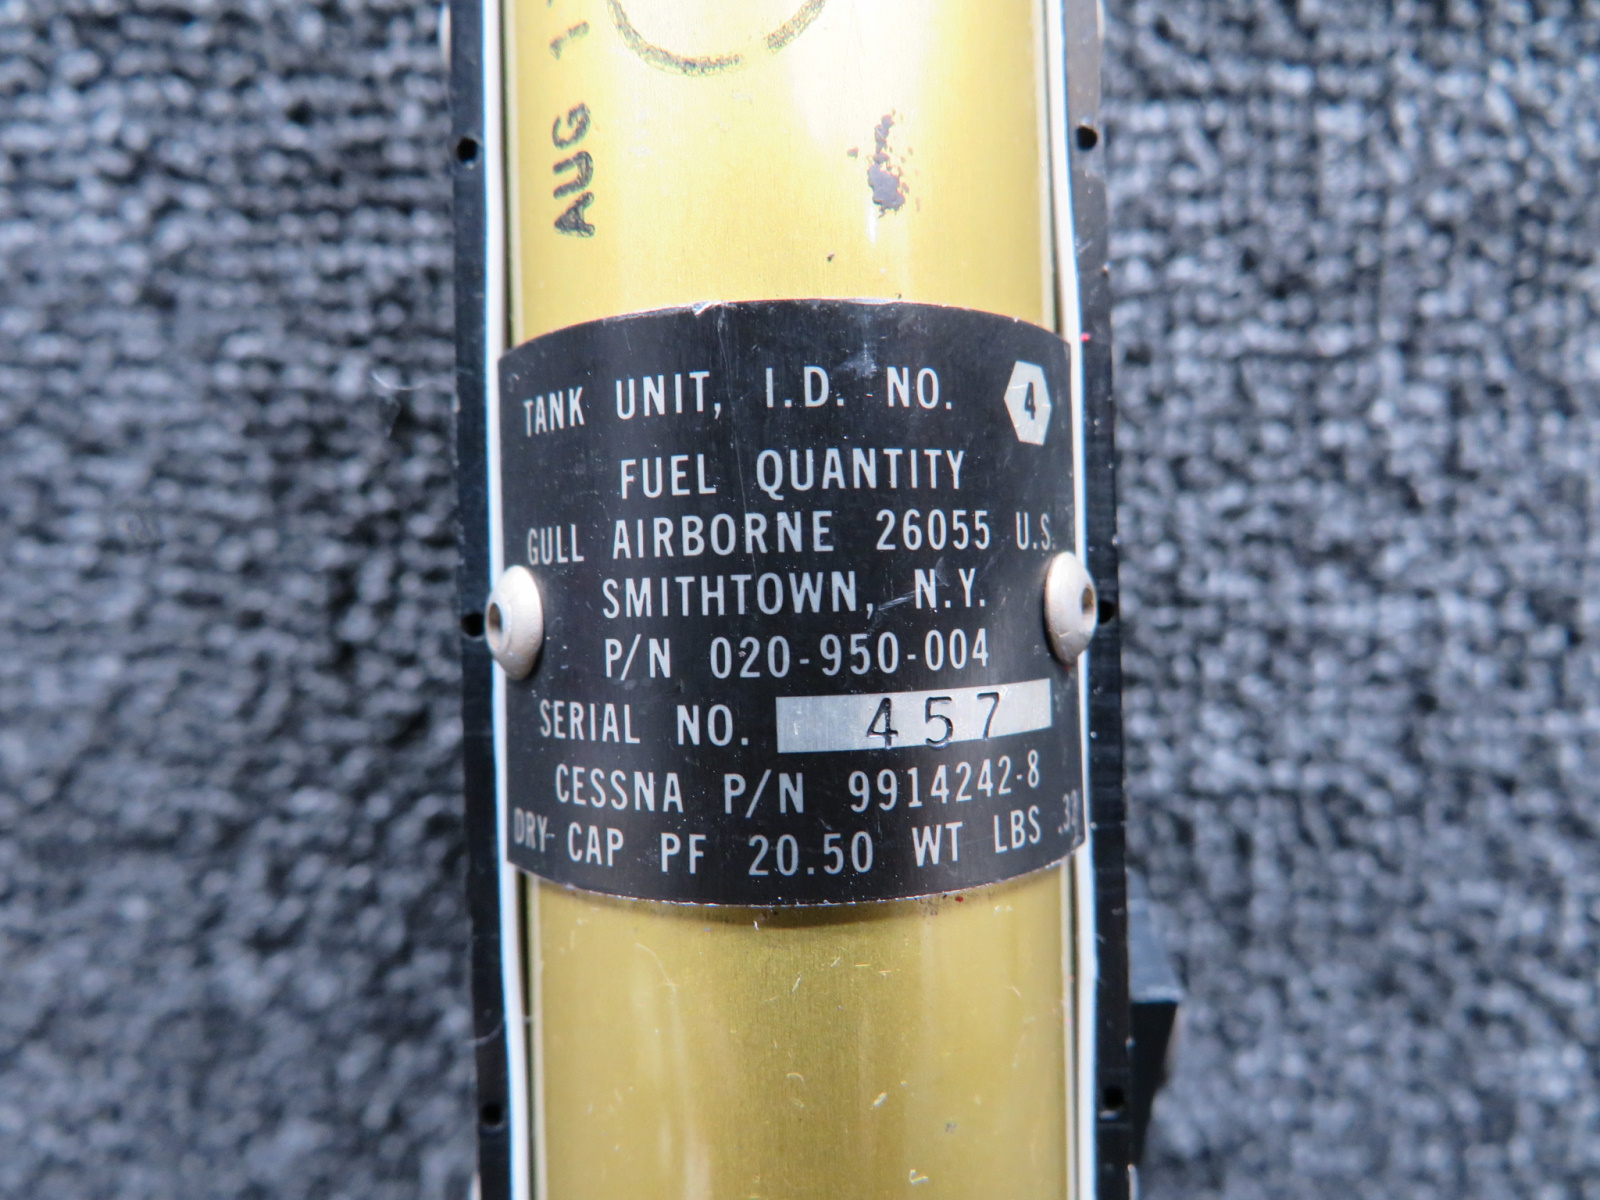 AUG 1
TANK UNIT, I.D. NO. 4
FUEL QUANTITY
GULL AIRBORNE 26055 U.S.
SMITHTOWN, N.Y.
P/N 020-950-004
SERIAL NO. 457
CESSNA P/N 9914242-8
DRY CAP PF 20.50 WT LBS